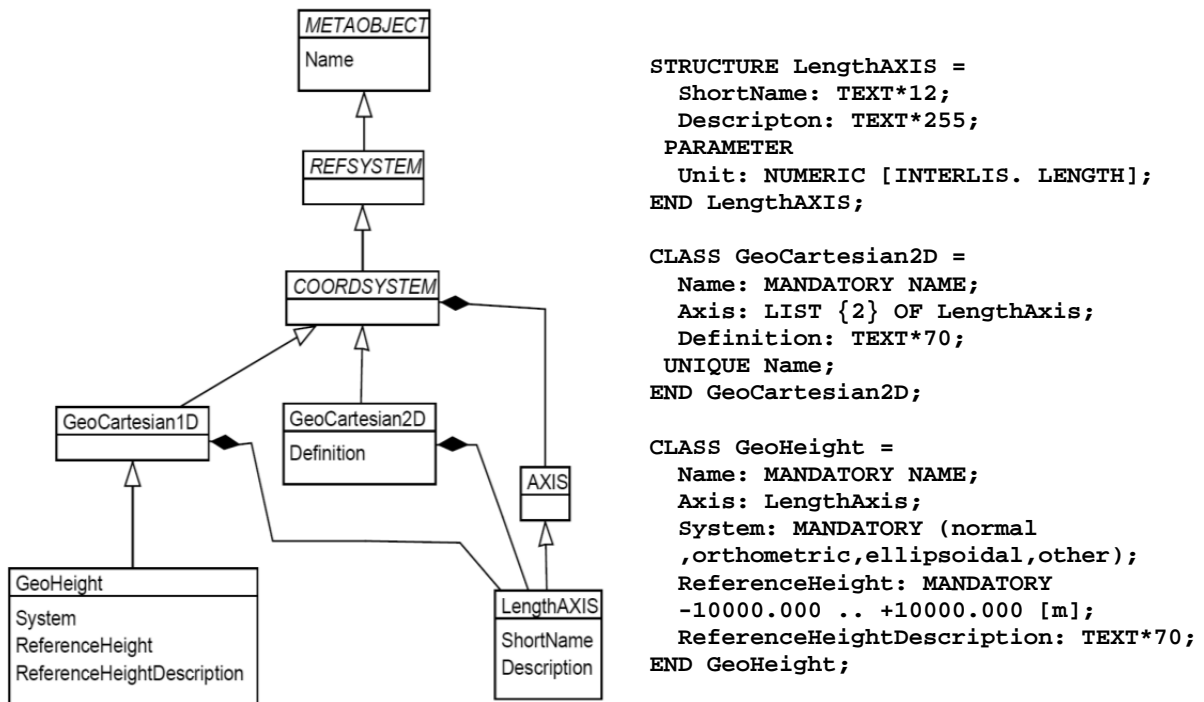 METAOBJECT
Name
REFSYSTEM
COORDSYSTEM
GeoCartesian1D
GeoCartesian2D
Definition
AXIS
GeoHeight
System
ReferenceHeight
ReferenceHeightDescription
LengthAXIS
ShortName
Description
STRUCTURE LengthAXIS =
ShortName: TEXT*12;
Descripton: TEXT*255;
PARAMETER
Unit: NUMERIC [INTERLIS. LENGTH];
END LengthAXIS;
CLASS GeoCartesian2D =
Name: MANDATORY NAME;
Axis: LIST {2} OF LengthAxis;
Definition: TEXT*70;
UNIQUE Name;
END GeoCartesian2D;
CLASS GeoHeight =
Name: MANDATORY NAME;
Axis: LengthAxis;
System: MANDATORY (normal
,orthometric,ellipsoidal,other);
ReferenceHeight: MANDATORY
-10000.000 .. +10000.000 [m];
ReferenceHeightDescription: TEXT*70;
END GeoHeight;